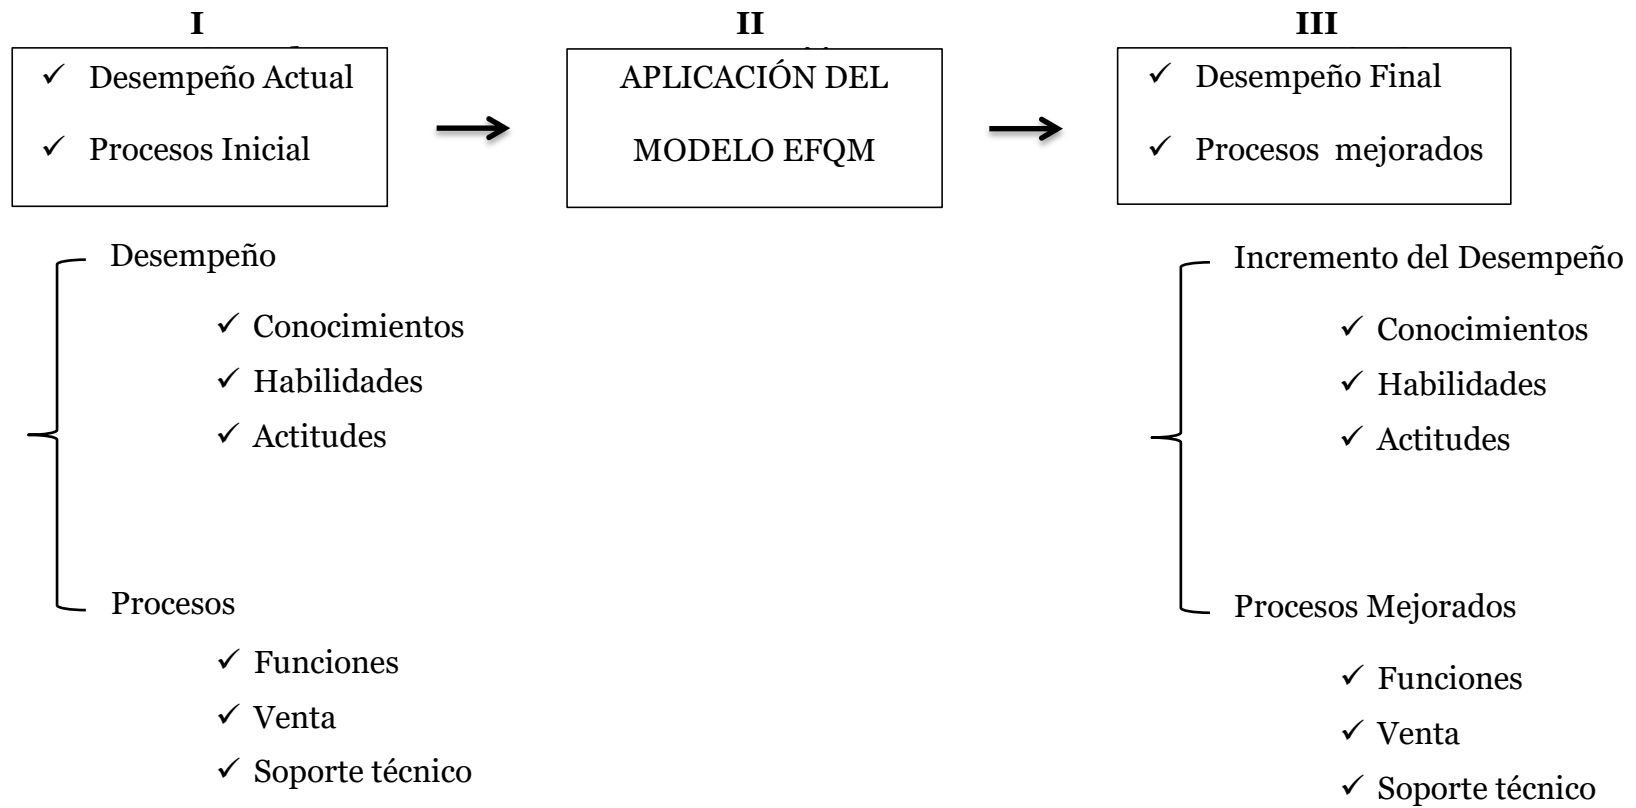 I
II
III
✓ Desempeño Actual
✓ Procesos Inicial
APLICACIÓN DEL
MODELO EFQM
✓ Desempeño Final
✓ Procesos mejorados
Desempeño
✓ Conocimientos
✓ Habilidades
✓ Actitudes
Procesos
✓ Funciones
✓ Venta
✓ Soporte técnico
Incremento del Desempeño
✓ Conocimientos
✓ Habilidades
✓ Actitudes
Procesos Mejorados
✓ Funciones
✓ Venta
✓ Soporte técnico